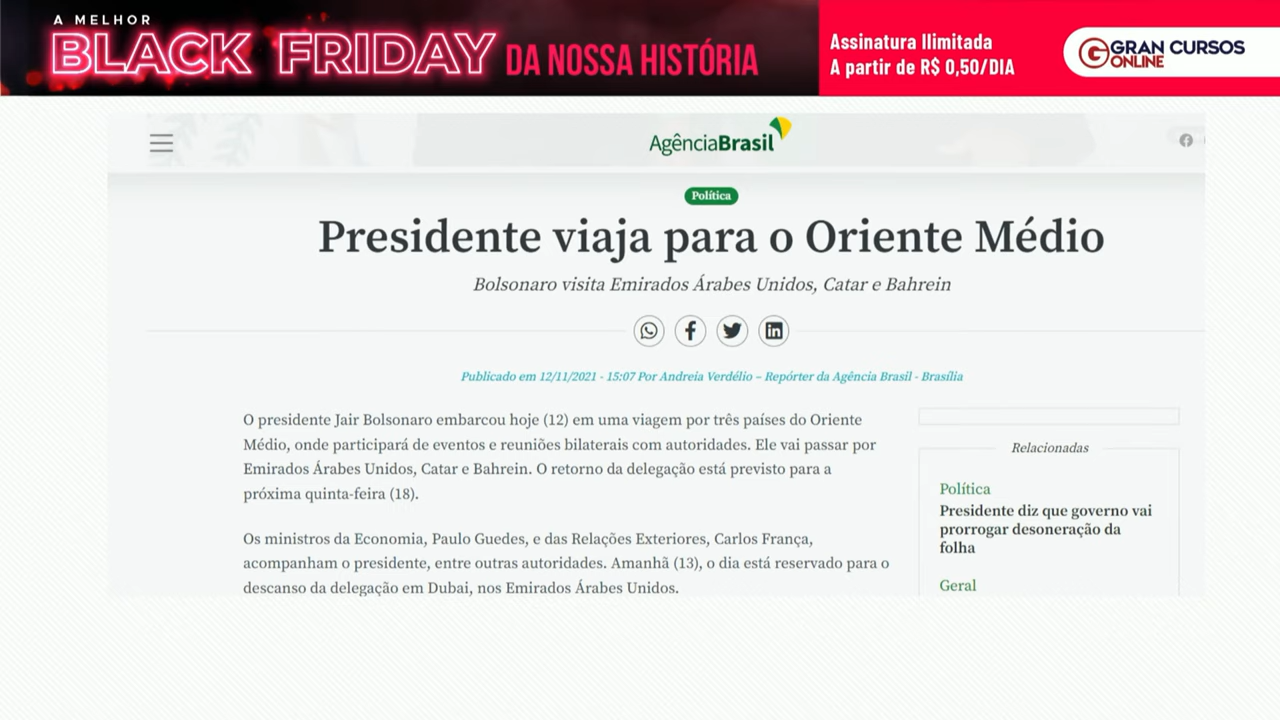 A MELHOR
BLACK FRIDAY DA NOSSA HISTÓRIA
Assinatura Ilimitada
A partir de R$ 0,50/DIA
GRAN CURSOS
ONLINE
AgênciaBrasil
Política
Presidente viaja para o Oriente Médio
Bolsonaro visita Emirados Árabes Unidos, Catar e Bahrein
Publicado em 12/11/2021 - 15:07 Por Andreia Verdélio – Repórter da Agência Brasil - Brasília
O presidente Jair Bolsonaro embarcou hoje (12) em uma viagem por três países do Oriente
Médio, onde participará de eventos e reuniões bilaterais com autoridades. Ele vai passar por
Emirados Árabes Unidos, Catar e Bahrein. O retorno da delegação está previsto para a
próxima quinta-feira (18).
Os ministros da Economia, Paulo Guedes, e das Relações Exteriores, Carlos França,
acompanham o presidente, entre outras autoridades. Amanhã (13), o dia está reservado para o
descanso da delegação em Dubai, nos Emirados Árabes Unidos.
Relacionadas
Política
Presidente diz que governo vai
prorrogar desoneração da
folha
Geral